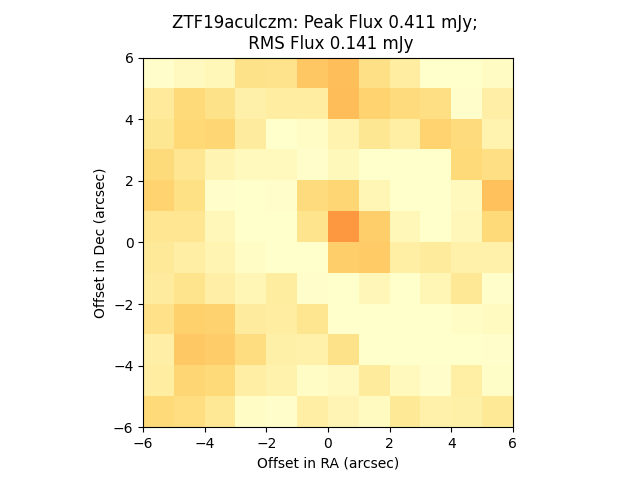 ZTF19aculczm: Peak Flux 0.411 mJy;
RMS Flux 0.141 mJy
6
4
2
0
−2
−4
−6
Offset in Dec (arcsec)
−6 −4 −2 0 2 4 6
Offset in RA (arcsec)